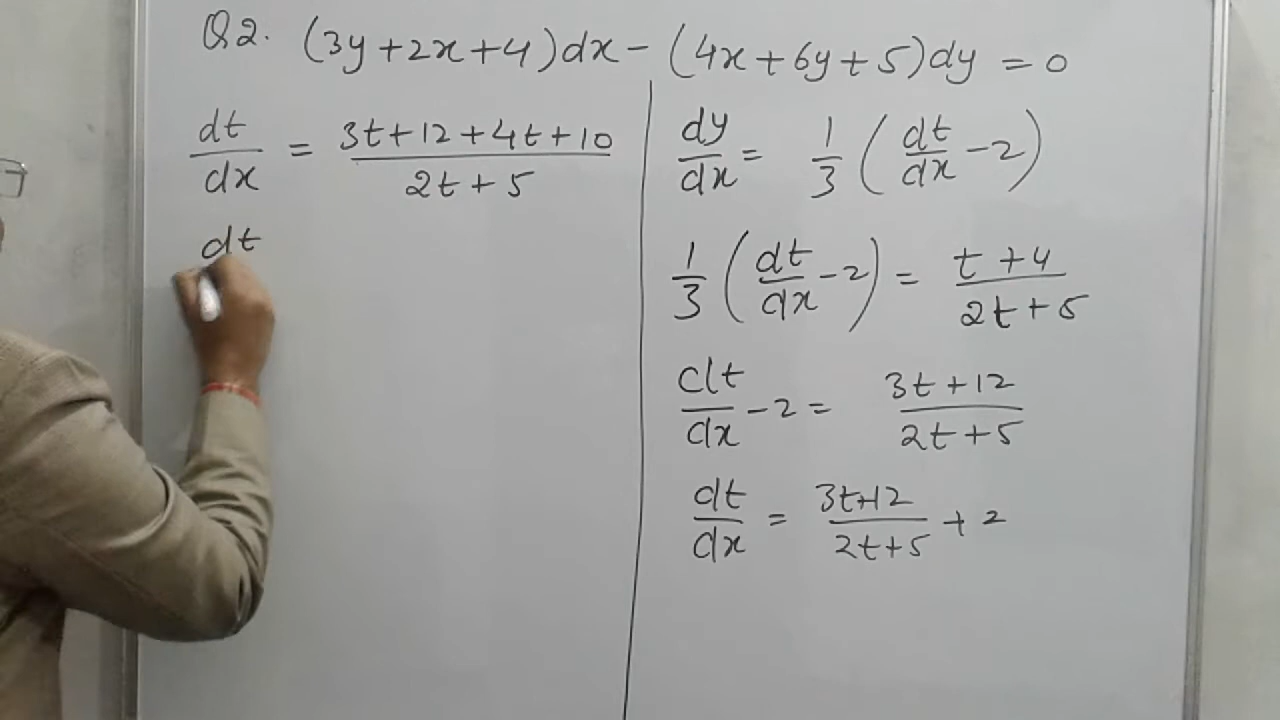 Q2. (3y+2x+4)dx - (4x+6y+5)dy = 0
dt/dx = (3t+12+4t+10)/(2t+5)
dt
dy/dx = 1/3 (dt/dx - 2)
1/3 (dt/dx - 2) = (t+4)/(2t+5)
dt/dx - 2 = (3t+12)/(2t+5)
dt/dx = (3t+12)/(2t+5) + 2